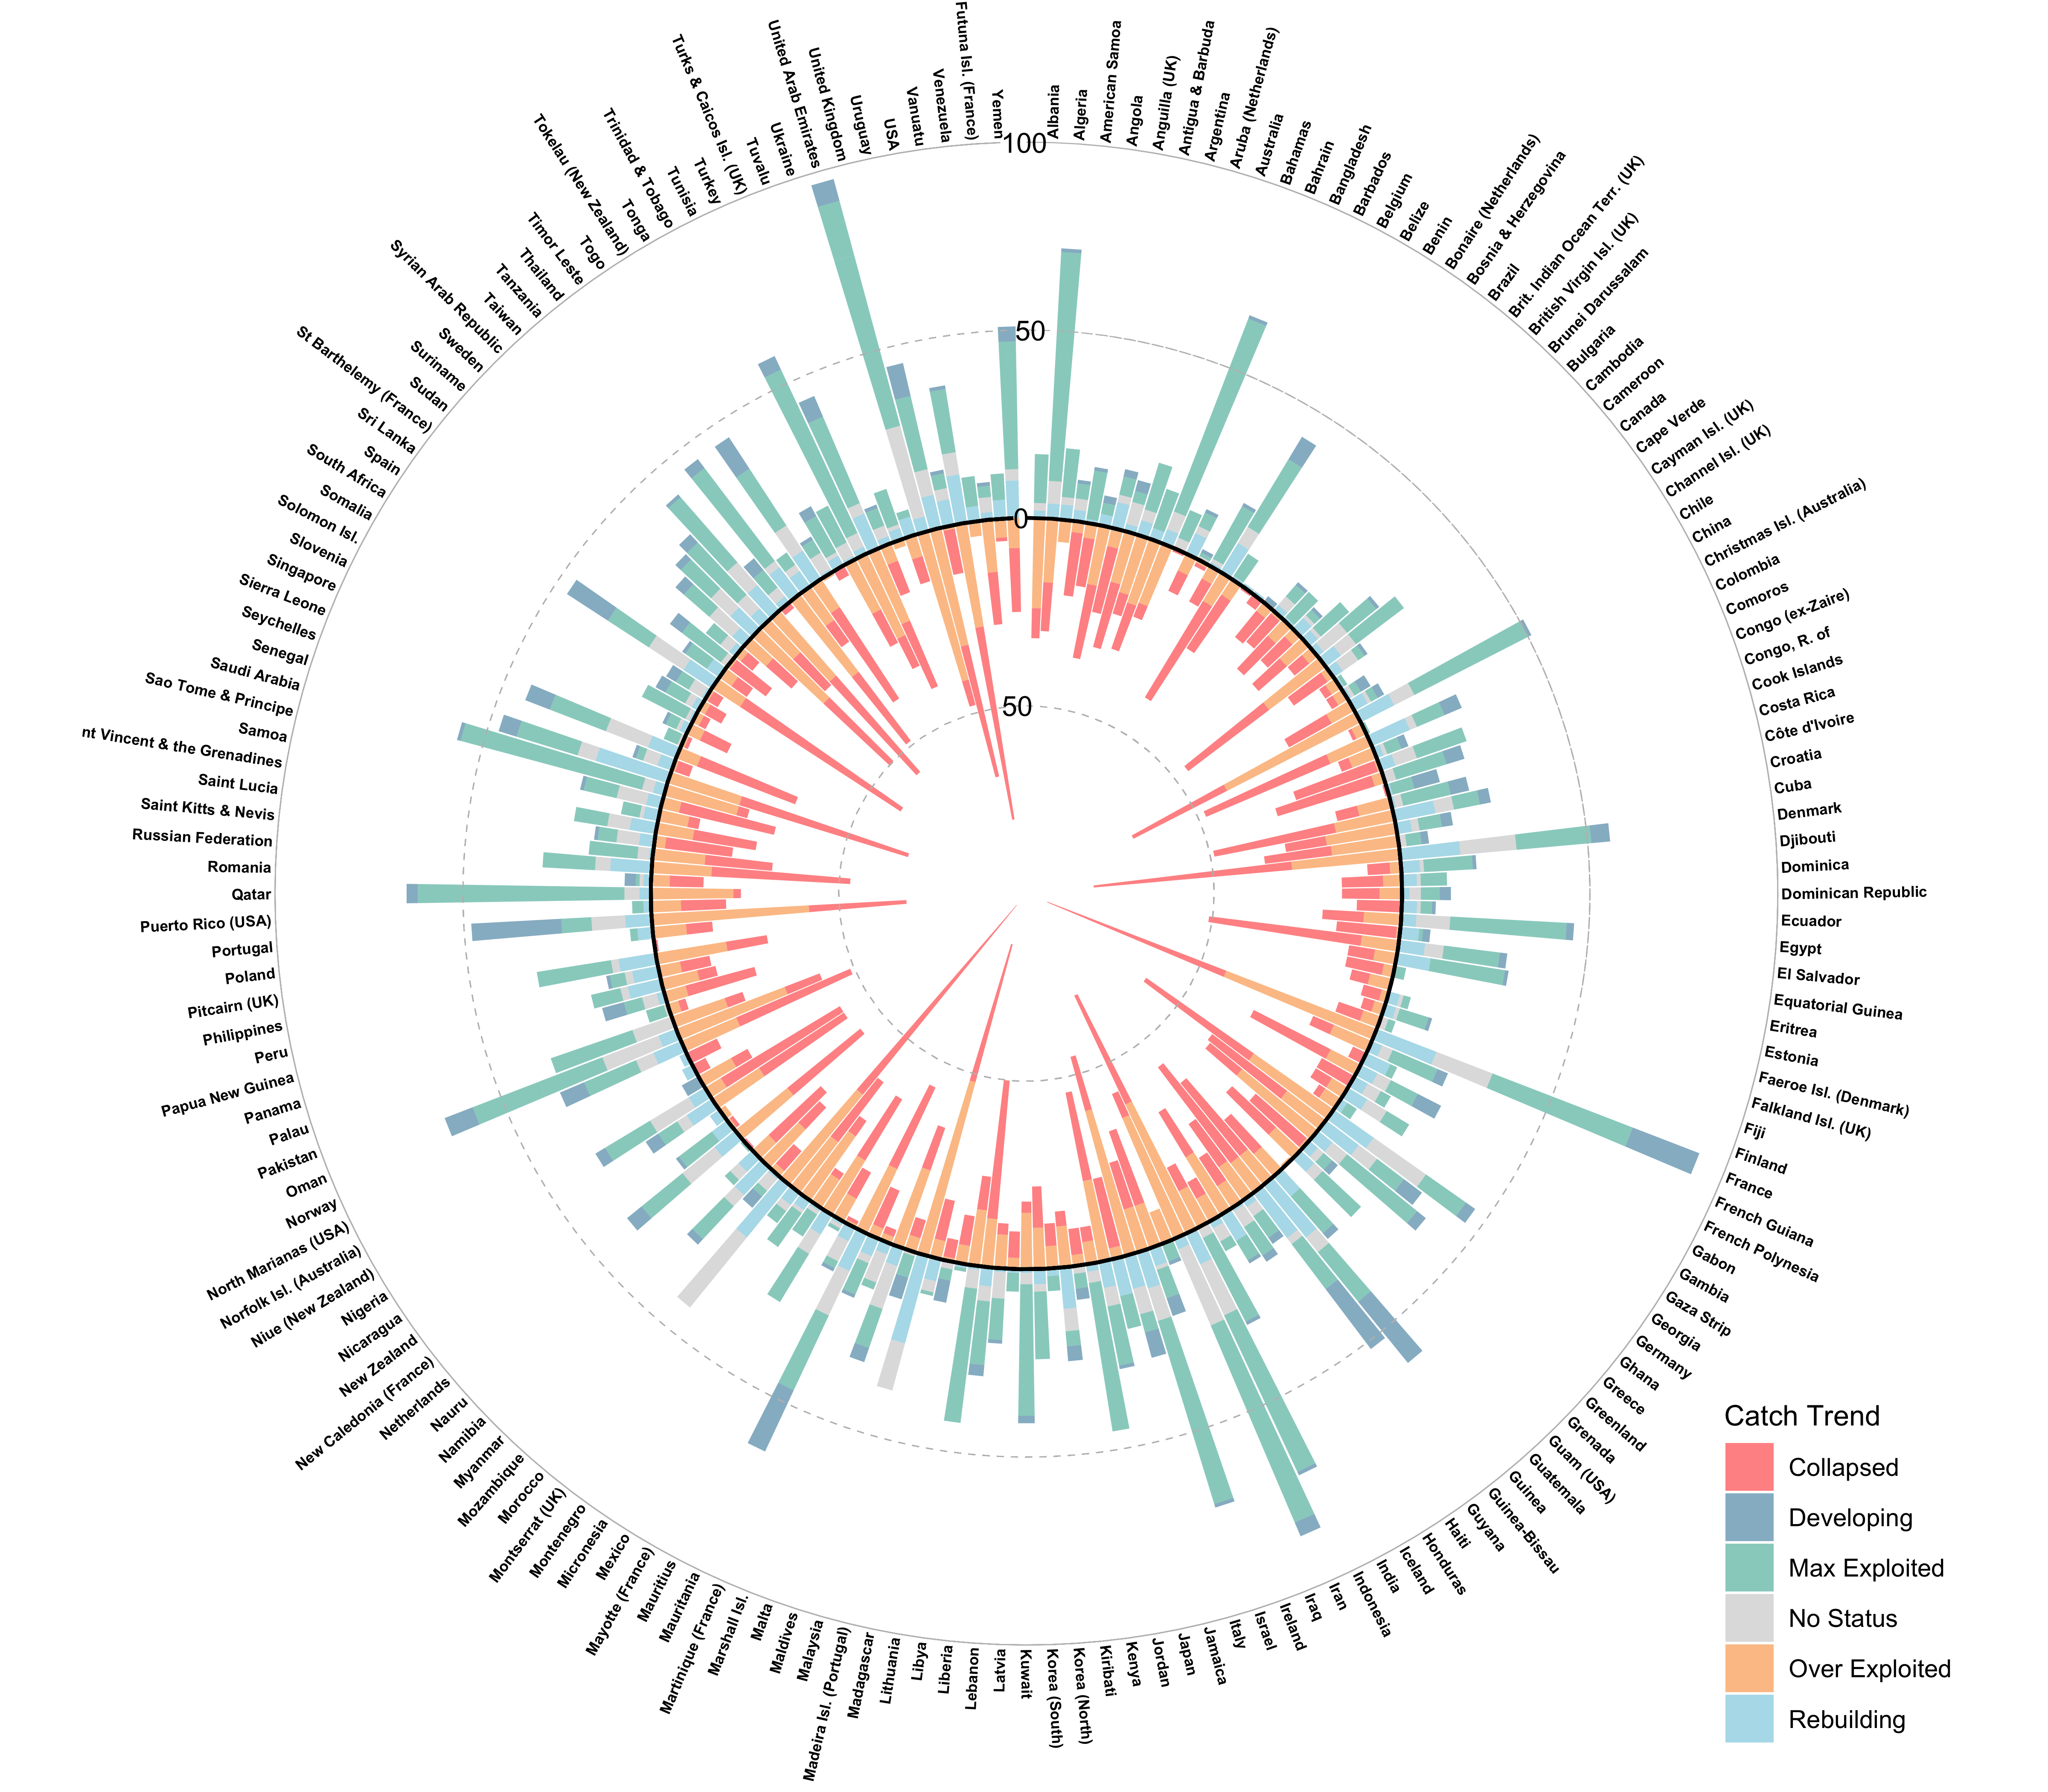 100
50
0
50
Albania
Algeria
American Samoa
Angola
Anguilla (UK)
Antigua & Barbuda
Argentina
Aruba (Netherlands)
Australia
Bahamas
Bahrain
Bangladesh
Barbados
Belgium
Belize
Benin
Bonaire (Netherlands)
Bosnia & Herzegovina
Brazil
Brit. Indian Ocean Terr. (UK)
British Virgin Isl. (UK)
Brunei Darussalam
Bulgaria
Cambodia
Cameroon
Canada
Cape Verde
Cayman Isl. (UK)
Channel Isl. (UK)
Chile
China
Christmas Isl. (Australia)
Colombia
Comoros
Congo (ex-Zaire)
Congo, R. of
Cook Islands
Costa Rica
Côte d'Ivoire
Croatia
Cuba
Denmark
Djibouti
Dominica
Dominican Republic
Ecuador
Egypt
El Salvador
Equatorial Guinea
Eritrea
Estonia
Faeroe Isl. (Denmark)
Falkland Isl. (UK)
Fiji
Finland
France
French Guiana
French Polynesia
Gabon
Gambia
Gaza Strip
Georgia
Germany
Ghana
Greece
Greenland
Grenada
Guam (USA)
Guatemala
Guinea
Guinea-Bissau
Guyana
Haiti
Honduras
Iceland
India
Indonesia
Iran
Iraq
Ireland
Israel
Italy
Jamaica
Japan
Jordan
Kenya
Kiribati
Korea (North)
Korea (South)
Kuwait
Latvia
Lebanon
Liberia
Libya
Lithuania
Madagascar
Madeira Isl. (Portugal)
Malaysia
Maldives
Malta
Marshall Isl.
Martinique (France)
Mauritania
Mauritius
Mayotte (France)
Mexico
Micronesia
Montenegro
Montserrat (UK)
Morocco
Mozambique
Myanmar
Namibia
Nauru
Netherlands
New Caledonia (France)
New Zealand
Nicaragua
Nigeria
Niue (New Zealand)
Norfolk Isl. (Australia)
North Marianas (USA)
Norway
Oman
Pakistan
Palau
Panama
Papua New Guinea
Peru
Philippines
Pitcairn (UK)
Poland
Portugal
Puerto Rico (USA)
Qatar
Romania
Russian Federation
Saint Kitts & Nevis
Saint Lucia
nt Vincent & the Grenadines
Samoa
Sao Tome & Principe
Saudi Arabia
Senegal
Seychelles
Sierra Leone
Singapore
Slovenia
Solomon Isl.
Somalia
South Africa
Spain
Sri Lanka
St Barthelemy (France)
Sudan
Suriname
Sweden
Syrian Arab Republic
Taiwan
Tanzania
Thailand
Timor Leste
Togo
Tokelau (New Zealand)
Tonga
Trinidad & Tobago
Tunisia
Turkey
Turks & Caicos Isl. (UK)
Tuvalu
Ukraine
United Arab Emirates
United Kingdom
Uruguay
USA
Vanuatu
Venezuela
Futuna Isl. (France)
Yemen
Catch Trend
Collapsed
Developing
Max Exploited
No Status
Over Exploited
Rebuilding